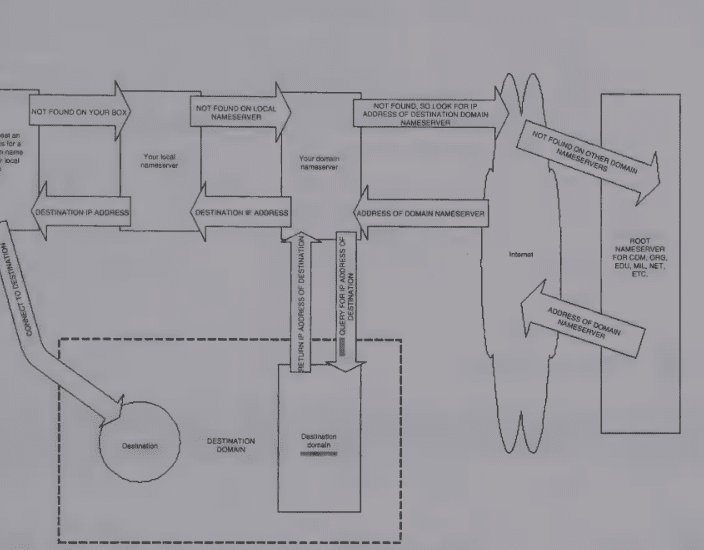 NOT FOUND ON YOUR BOX
NOT FOUND ON LOCAL
NAMESERVER
NOT FOUND, SO LOOK FOR IP
ADDRESS OF DESTINATION DOMAIN
NAMESERVER
NOT FOUND ON OTHER DOMAIN
NAMESERVERS
an
for a
name
local
Your local
nameserver
Your domain
nameserver
DESTINATION IP ADDRESS
DESTINATION IP ADDRESS
ADDRESS OF DOMAIN NAMESERVER
Internet
ROOT
NAMESERVER
FOR COM, ORG,
EDU, MIL, NET,
ETC.
CONNECT TO DESTINATION
RETURN IP ADDRESS OF DESTINATION
QUERY FOR IP ADDRESS OF
DESTINATION
ADDRESS OF DOMAIN
NAMESERVER
Destination
DESTINATION
DOMAIN
Destination
domain